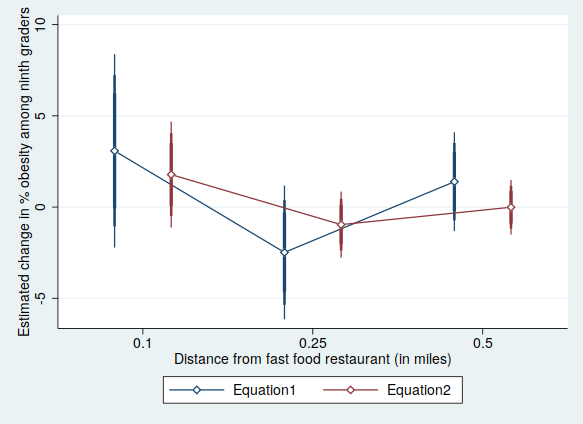 Estimated change in % obesity among ninth graders
10
5
0
-5
0.1 0.25 0.5
Distance from fast food restaurant (in miles)
Equation1 Equation2